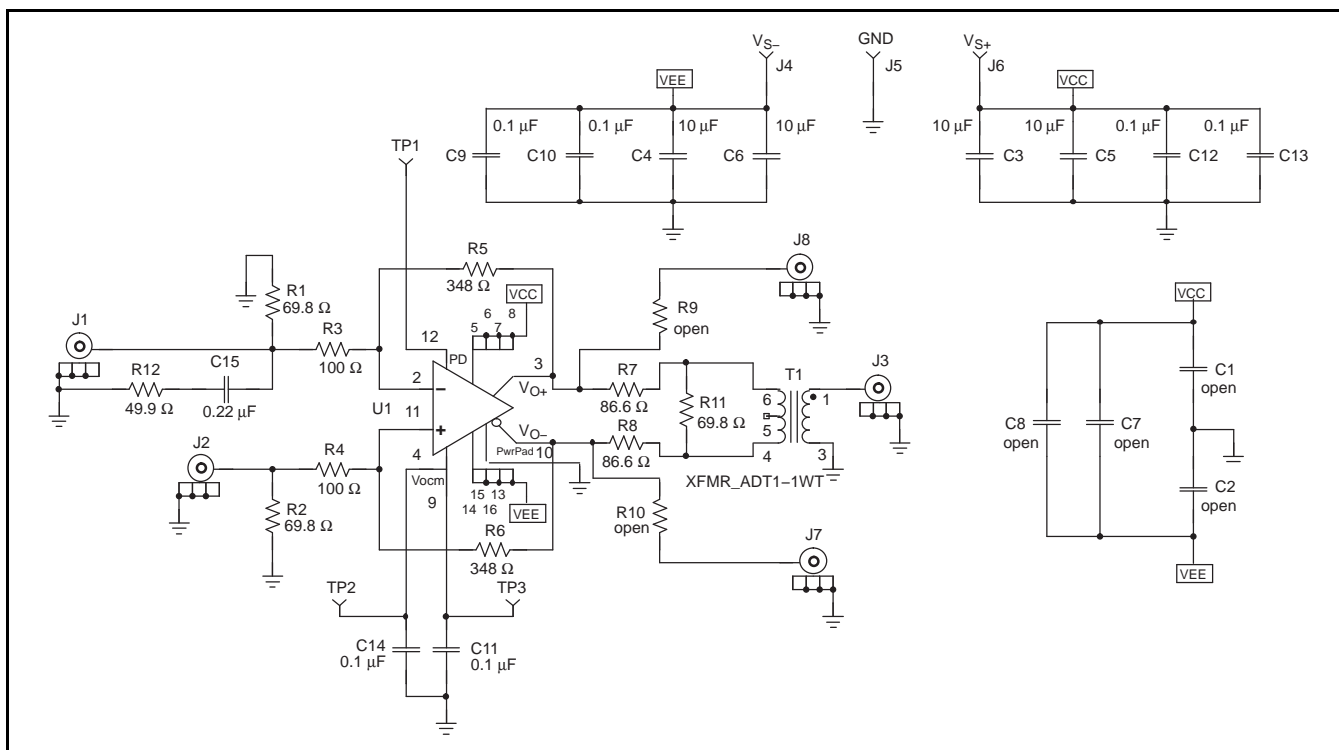 VS− GND VS+
J4 J5 J6
VEE VCC
0.1 µF 0.1 µF 10 µF 10 µF 10 µF 10 µF 0.1 µF 0.1 µF
C9 C10 C4 C6 C3 C5 C12 C13
TP1
J8
R5
348 Ω
VCC
R1
69.8 Ω
R9
open
6 8
5 7
12
PD
J1
R3
100 Ω
R12
49.9 Ω
C15
0.22 µF
2
−
U1
11
+
3
VO+
R7
86.6 Ω
R11
69.8 Ω
T1
6
5
4
1
3
J3
VO−
R8
86.6 Ω
PwrPad 10
XFMR_ADT1−1WT
J2
R4
100 Ω
4
Vocm
9
15 13
14 16
VEE
R2
69.8 Ω
R6
348 Ω
R10
open
J7
TP2 TP3
C14
0.1 µF
C11
0.1 µF
VCC
C1
open
C8
open
C7
open
C2
open
VEE